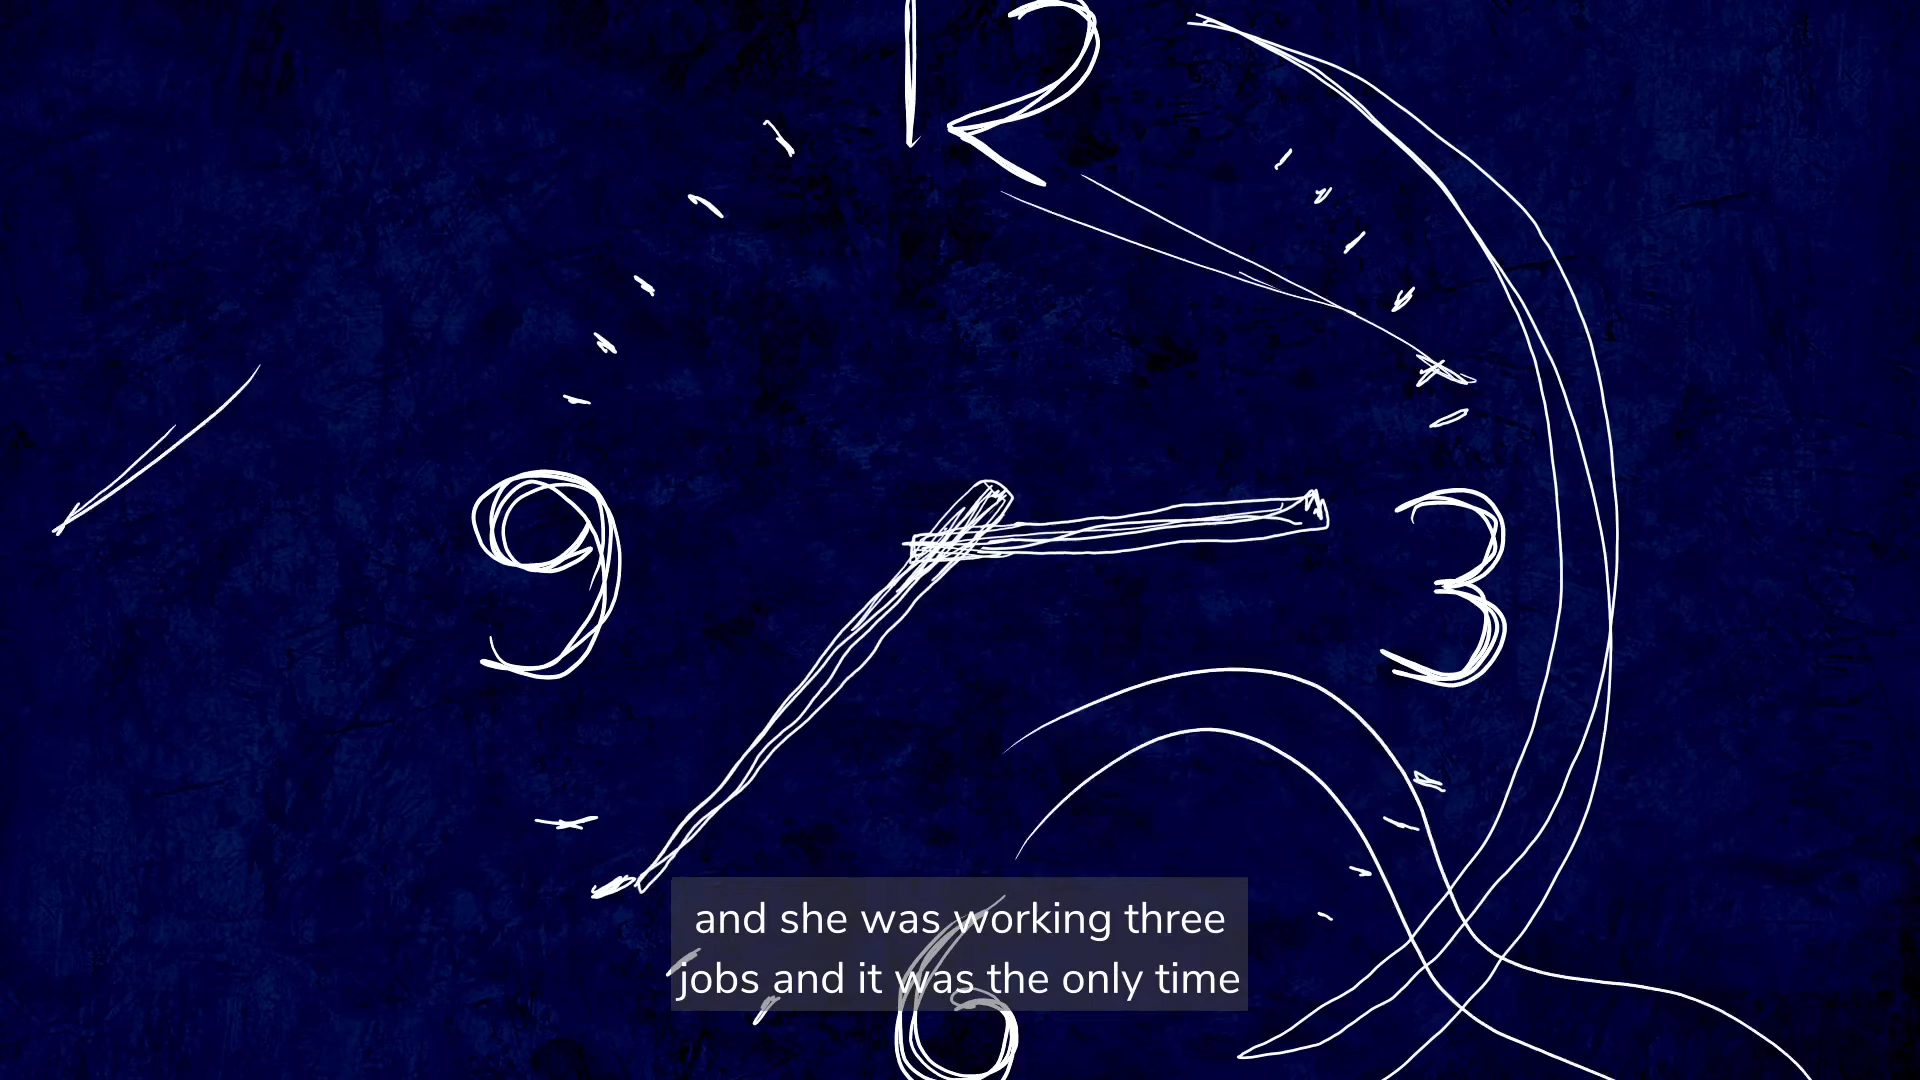 12
9
3
6
and she was working three
jobs and it was the only time